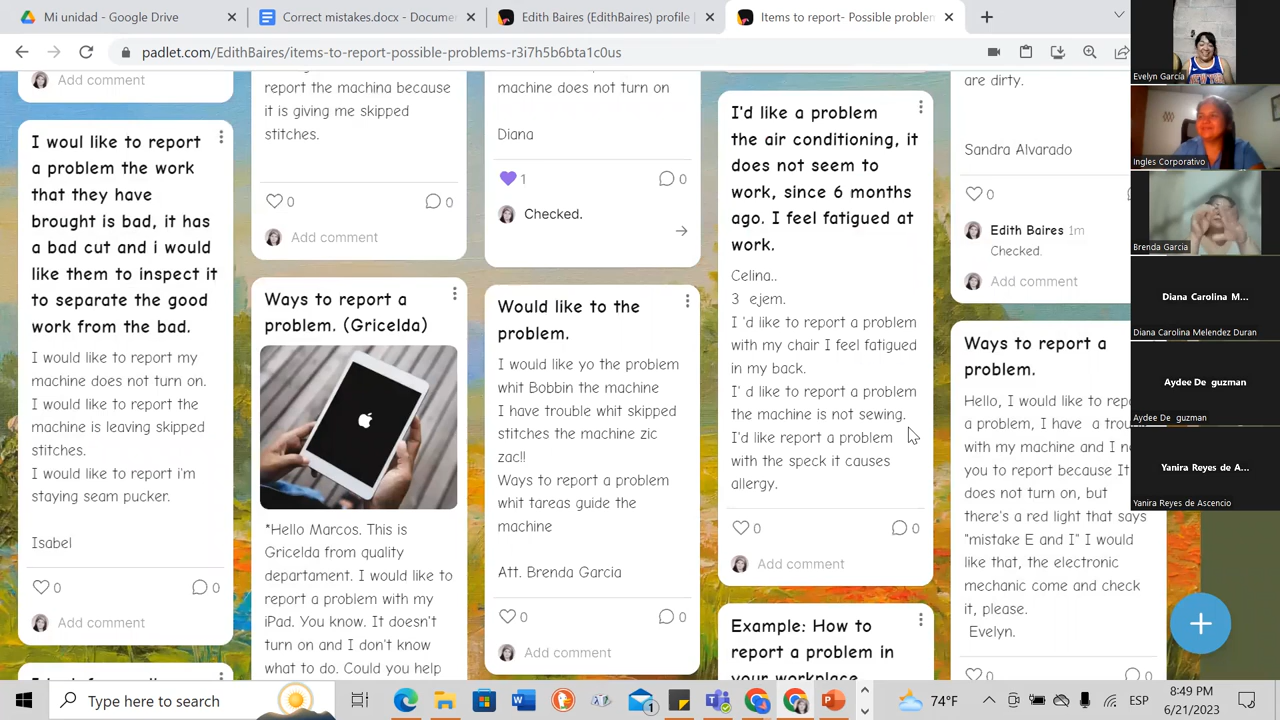 Mi unidad - Google Drive
Correct mistakes.docx - Docume
Edith Baires (EdithBaires) profile
Items to report- Possible problem
padlet.com/EdithBaires/items-to-report-possible-problems-r3i7h5b6bta1c0us
Add comment
I woul like to report
a problem the work
that they have
brought is bad, it has
a bad cut and i would
like them to inspect it
to separate the good
work from the bad.
I would like to report my
machine does not turn on.
I would like to report the
machine is leaving skipped
stitches.
I would like to report i'm
staying seam pucker.
Isabel
0
0
Add comment
report the machina because
it is giving me skipped
stitches.
0
0
Add comment
Ways to report a
problem. (Gricelda)
*Hello Marcos. This is
Gricelda from quality
departament. I would like to
report a problem with my
iPad. You know. It doesn't
turn on and I don't know
what to do. Could you help
machine does not turn on
Diana
1
0
Checked.
Would like to the
problem.
I would like yo the problem
whit Bobbin the machine
I have trouble whit skipped
stitches the machine zic
zac!!
Ways to report a problem
whit tareas guide the
machine
Att. Brenda Garcia
0
0
Add comment
I'd like a problem
the air conditioning, it
does not seem to
work, since 6 months
ago. I feel fatigued at
work.
Celina..
3 ejem.
I 'd like to report a problem
with my chair I feel fatigued
in my back.
I' d like to report a problem
the machine is not sewing.
I'd like report a problem
with the speck it causes
allergy.
0
0
Add comment
Example: How to
report a problem in
your workplace
are dirty.
Sandra Alvarado
0
Edith Baires 1m
Checked.
Add comment
Ways to report a
problem.
Hello, I would like to repo
a problem, I have a trou
with my machine and I n
you to report because It
does not turn on, but
there's a red light that says
"mistake E and I" I would
like that, the electronic
mechanic come and check
it, please.
Evelyn.
0
0
Evelyn García
Ingles Corporativo
Brenda Garcia
Diana Carolina M...
Diana Carolina Melendez Duran
Aydee De guzman
Aydee De guzman
Yanira Reyes de A...
Yanira Reyes de Ascencio
Type here to search
74°F
ESP
8:49 PM
6/21/2023